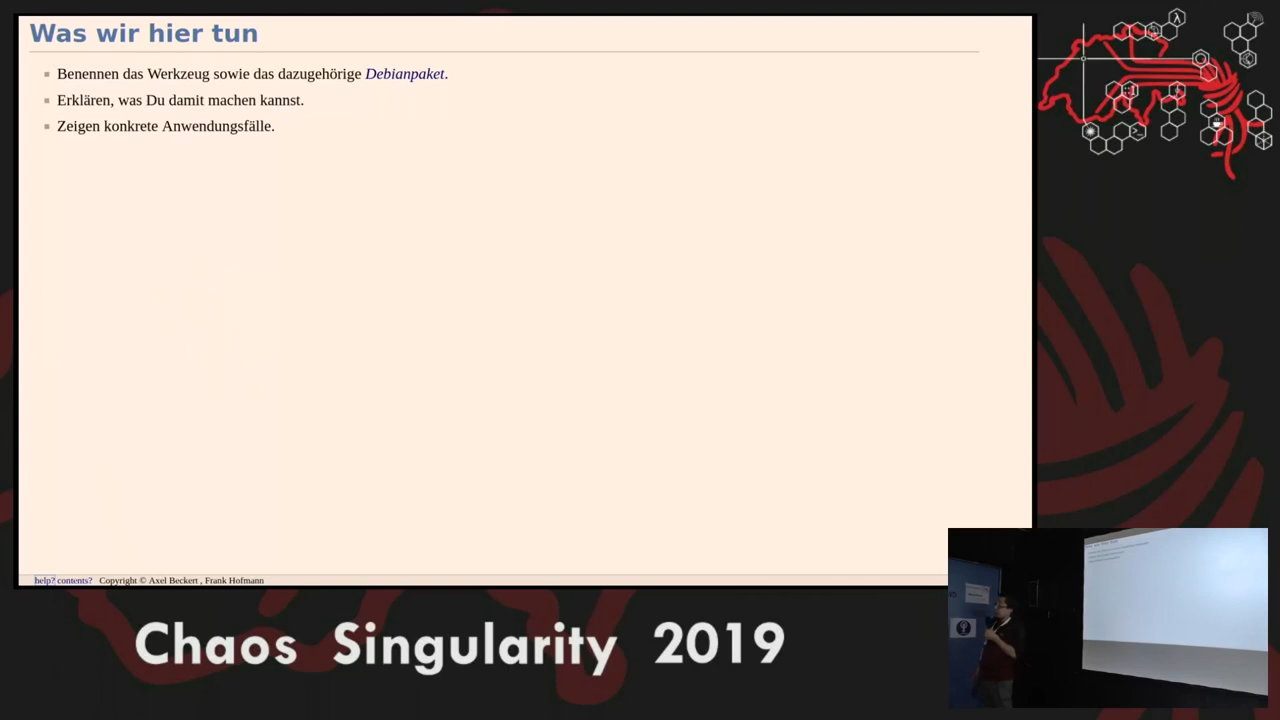 Was wir hier tun
Benennen das Werkzeug sowie das dazugehörige Debianpaket.
Erklären, was Du damit machen kannst.
Zeigen konkrete Anwendungsfälle.
help? contents? Copyright © Axel Beckert , Frank Hofmann
Chaos Singularity 2019